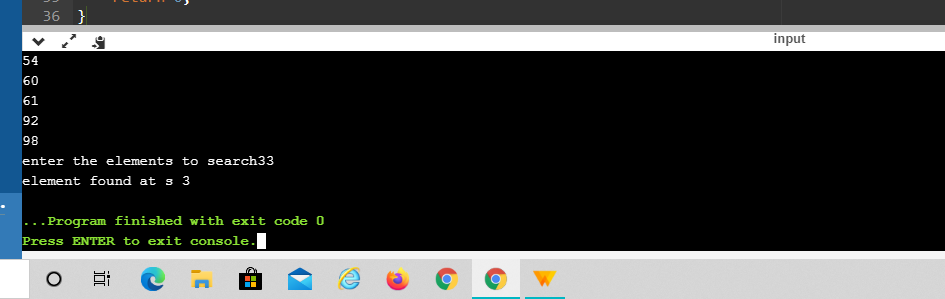 36 }
input
54
60
61
92
98
enter the elements to search33
element found at s 3
...Program finished with exit code 0
Press ENTER to exit console.